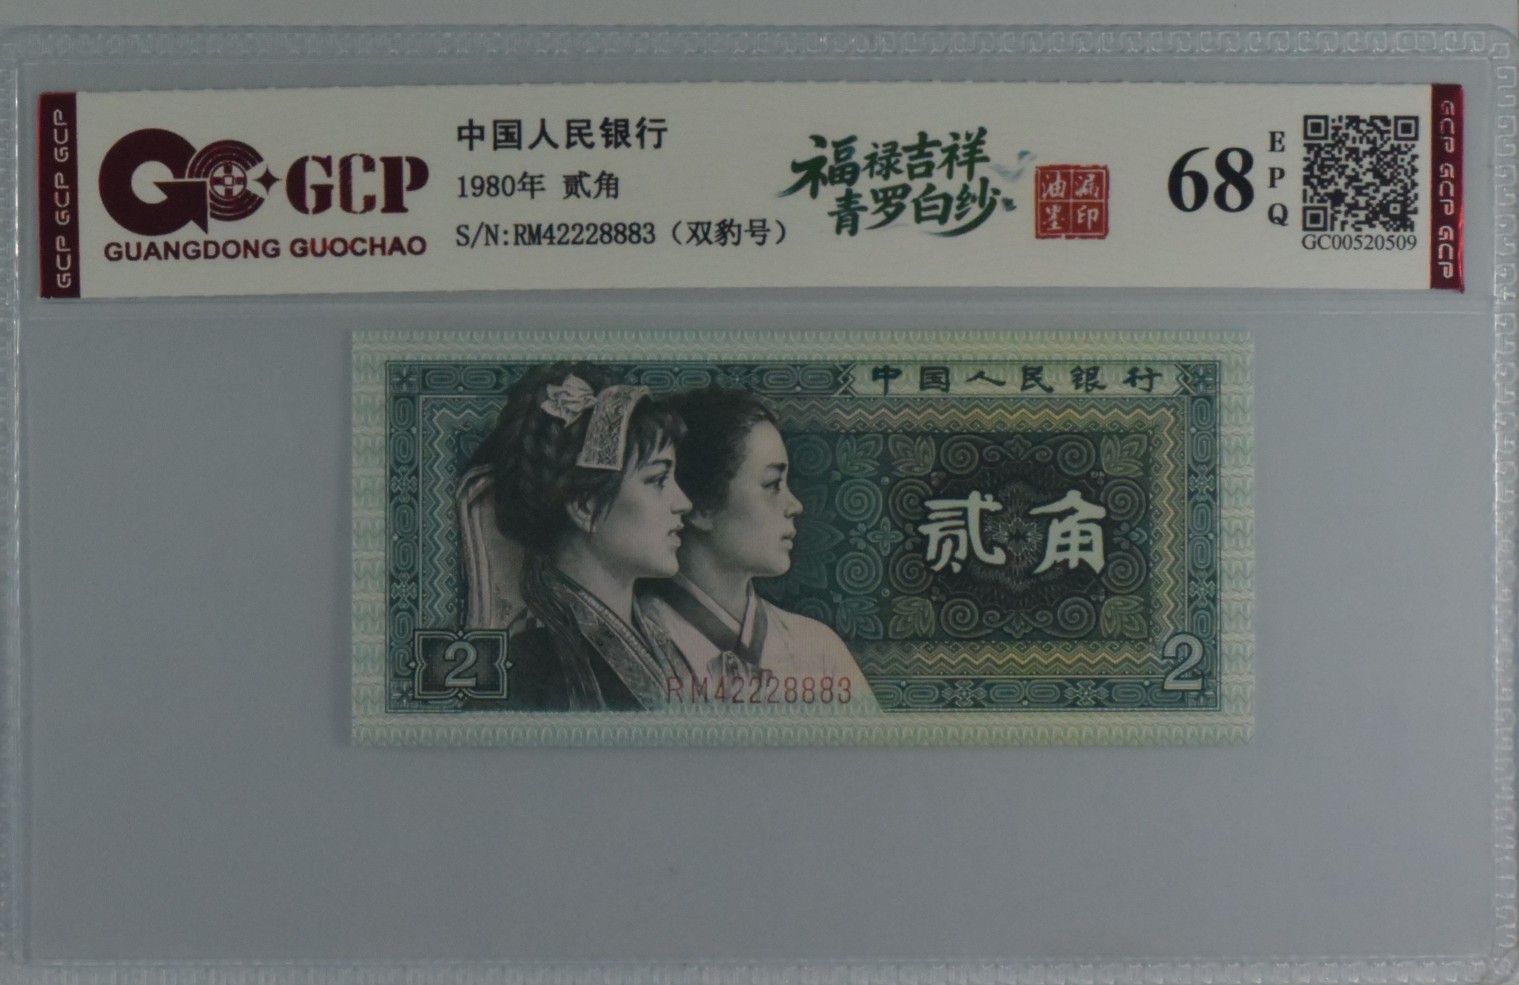 GCP GCP GCP
GCP
GUANGDONG GUOCHAO
中国人民银行
1980年 贰角
S/N:RM42228883（双豹号）
福禄吉祥
青罗白纱
油墨
漏印
68
EPQ
GC00520509
GCP GCP GCP
中国人民银行
贰角
2
2
RM42228883